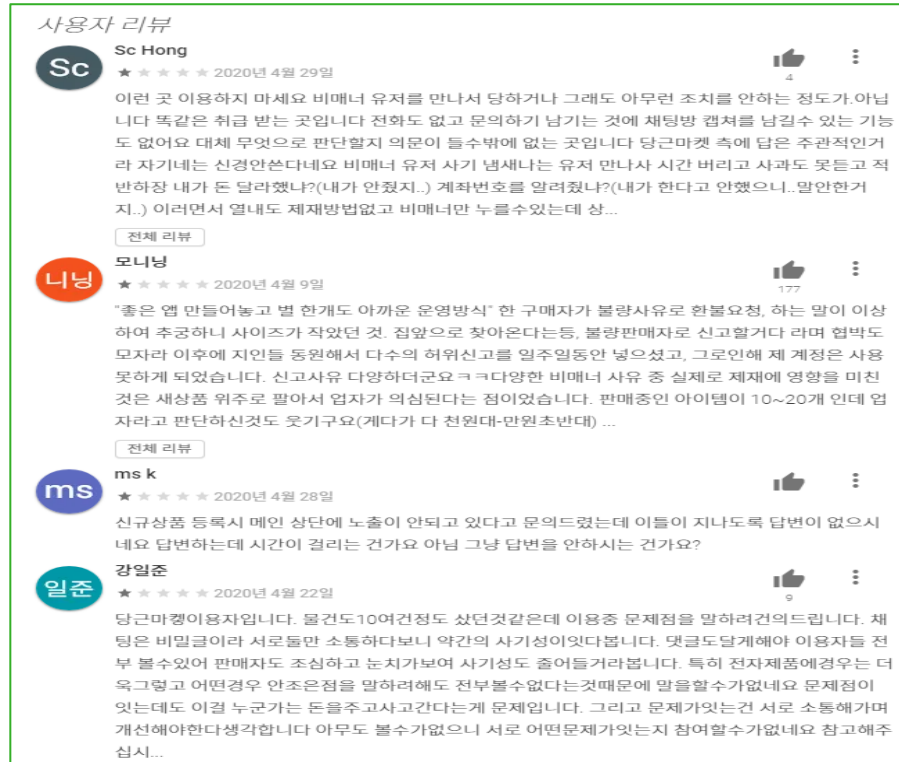 사용자 리뷰
Sc
Sc Hong
★ ★ ★ ★ ★ 2020년 4월 29일
4
이런 곳 이용하지 마세요 비매너 유저를 만나서 당하거나 그래도 아무런 조치를 안하는 정도가.아닙
니다 똑같은 취급 받는 곳입니다 전화도 없고 문의하기 남기는 것에 채팅방 캡쳐를 남길수 있는 기능
도 없어요 대체 무엇으로 판단할지 의문이 들수밖에 없는 곳입니다 당근마켓 측에 답은 주관적인거
라 자기네는 신경안쓴다네요 비매너 유저 사기 냄새나는 유저 만나사 시간 버리고 사과도 못듣고 적
반하장 내가 돈 달라했냐?(내가 안줬지..) 계좌번호를 알려줬냐?(내가 한다고 안했으니..말안한거
지..) 이러면서 열내도 제재방법없고 비매너만 누를수있는데 상...
전체 리뷰
니닝
모니닝
★ ★ ★ ★ ★ 2020년 4월 9일
177
"좋은 앱 만들어놓고 별 한개도 아까운 운영방식" 한 구매자가 불량사유로 환불요청, 하는 말이 이상
하여 추궁하니 사이즈가 작았던 것. 집앞으로 찾아온다는등, 불량판매자로 신고할거다 라며 협박도
모자라 이후에 지인들 동원해서 다수의 허위신고를 일주일동안 넣으셨고, 그로인해 제 계정은 사용
못하게 되었습니다. 신고사유 다양하더군요ㅋㅋ다양한 비매너 사유 중 실제로 제재에 영향을 미친
것은 새상품 위주로 팔아서 업자가 의심된다는 점이었습니다. 판매중인 아이템이 10~20개 인데 업
자라고 판단하신것도 웃기구요(게다가 다 천원대-만원초반대) ...
전체 리뷰
ms
ms k
★ ★ ★ ★ ★ 2020년 4월 28일
신규상품 등록시 메인 상단에 노출이 안되고 있다고 문의드렸는데 이틀이 지나도록 답변이 없으시
네요 답변하는데 시간이 걸리는 건가요 아님 그냥 답변을 안하시는 건가요?
일준
강일준
★ ★ ★ ★ ★ 2020년 4월 22일
9
당근마켕이용자입니다. 물건도10여건정도 샀던것같은데 이용중 문제점을 말하려건의드립니다. 채
팅은 비밀글이라 서로둘만 소통하다보니 약간의 사기성이잇다봅니다. 댓글도달게해야 이용자들 전
부 볼수있어 판매자도 조심하고 눈치가보여 사기성도 줄어들거라봅니다. 특히 전자제품에경우는 더
욱그렇고 어떤경우 안조은점을 말하려해도 전부볼수없다는것때문에 말을할수가없네요 문제점이
잇는데도 이걸 누군가는 돈을주고사고간다는게 문제입니다. 그리고 문제가잇는건 서로 소통해가며
개선해야한다생각합니다 아무도 볼수가없으니 서로 어떤문제가잇는지 참여할수가없네요 참고해주
십시...